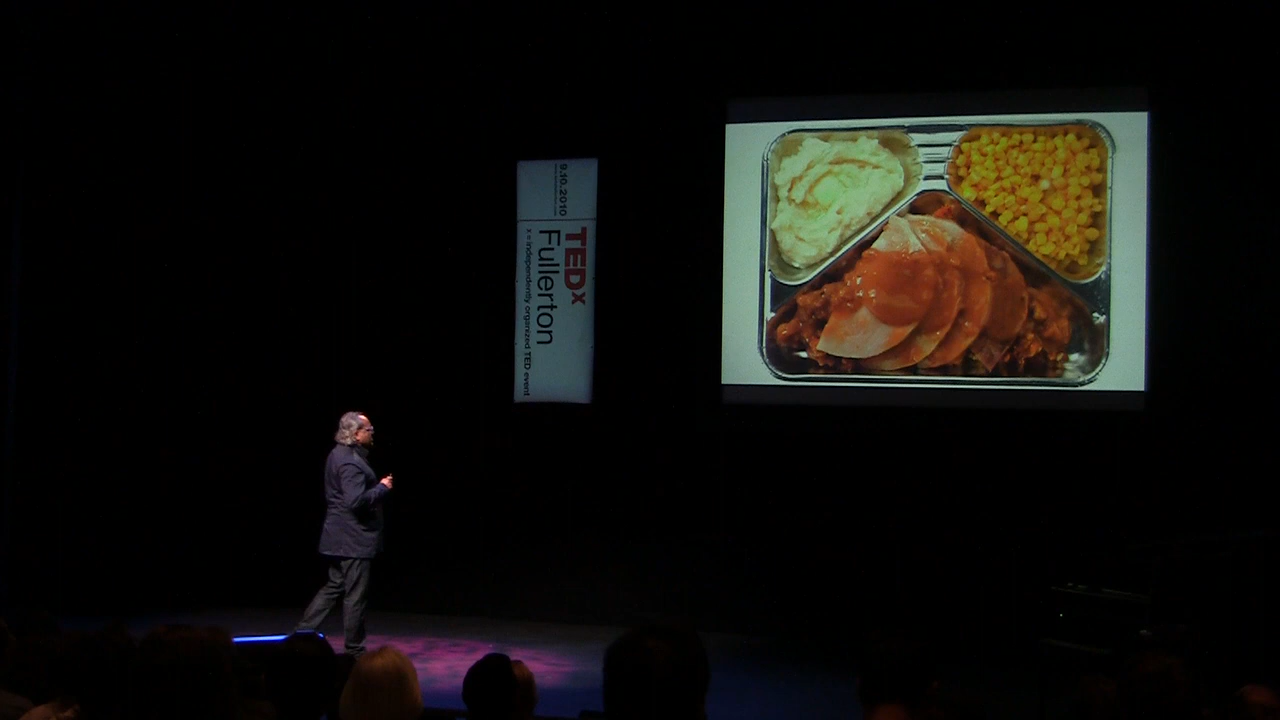 9.10.2010
TEDx
Fullerton
x = independently organized TED event